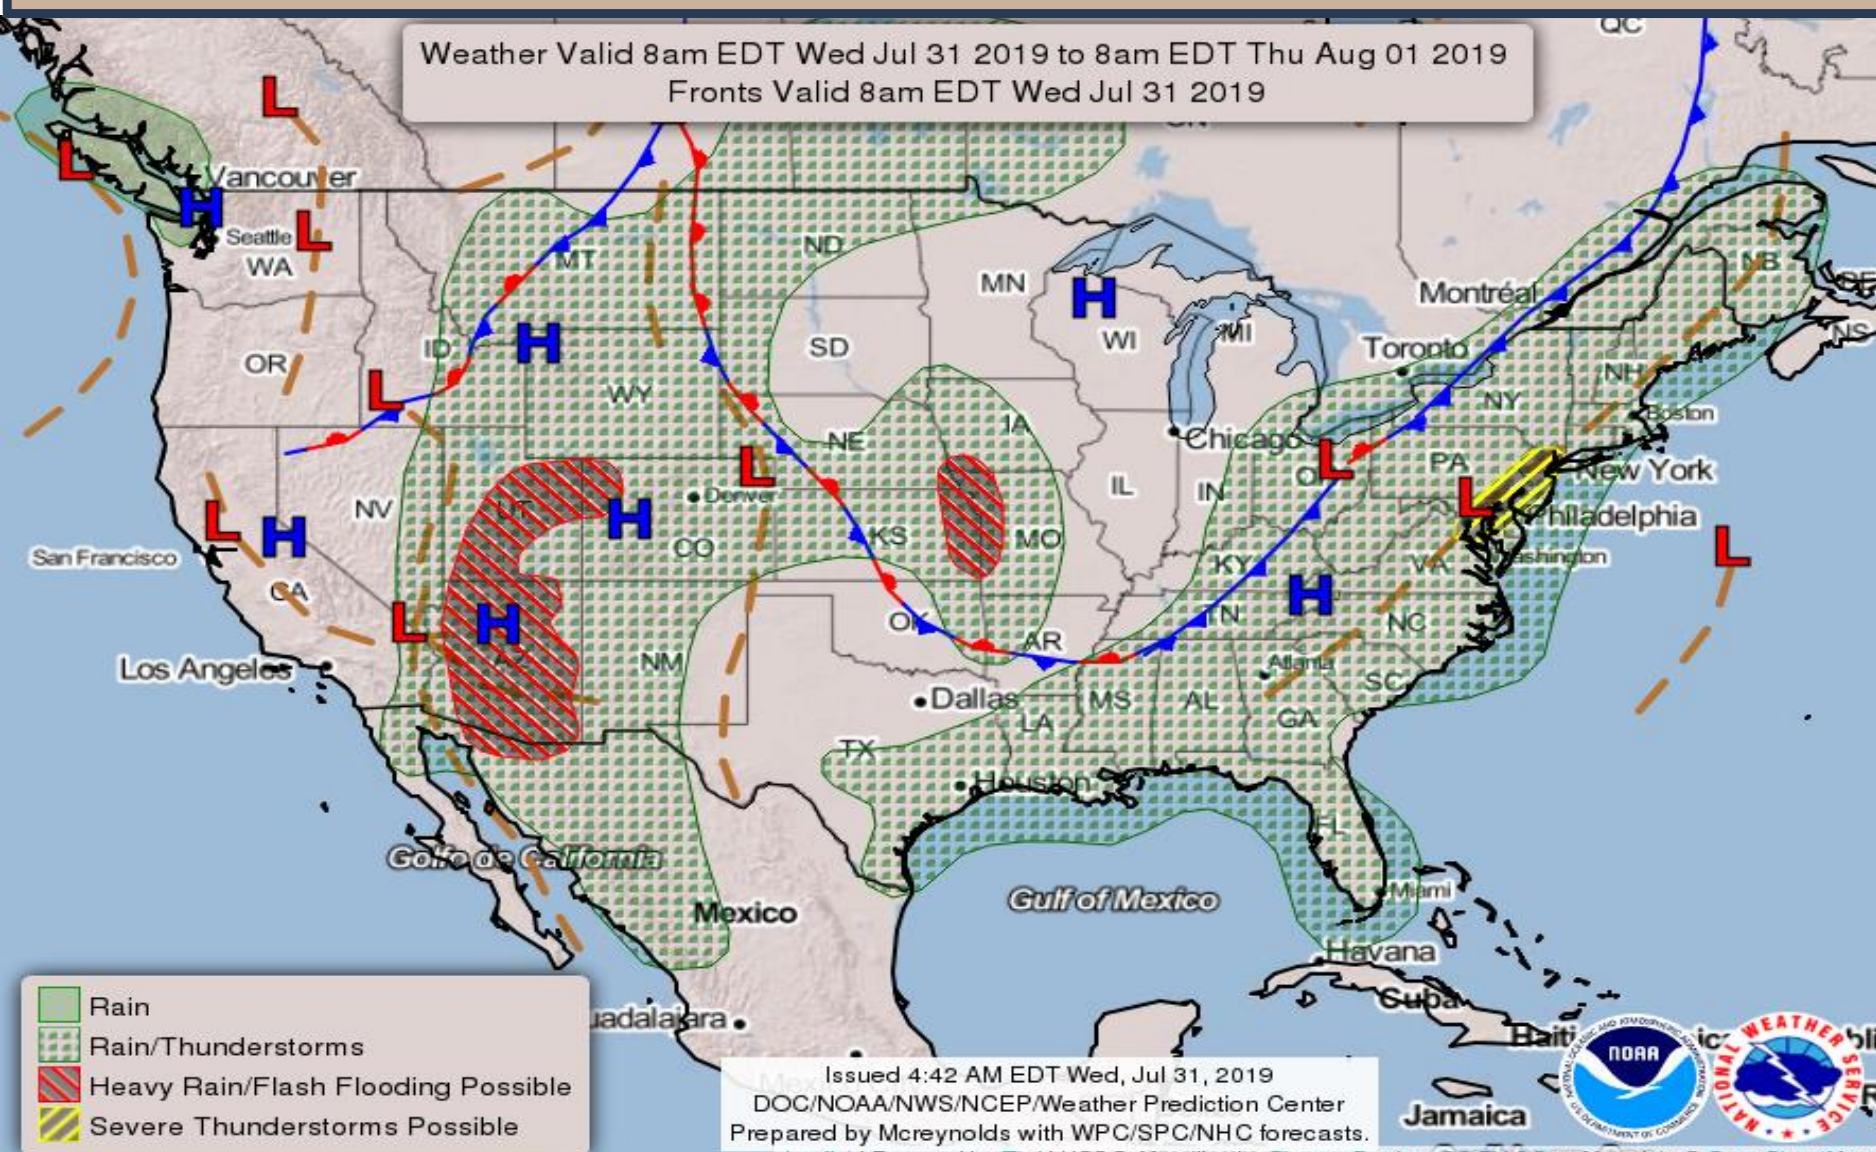 QC
Weather Valid 8am EDT Wed Jul 31 2019 to 8am EDT Thu Aug 01 2019
Fronts Valid 8am EDT Wed Jul 31 2019
L
L
Vancouver
H
Seattle
L
WA
MT
ND
MN
H
NB
Montréal
OR
ID
H
SD
WI
MI
Toronto
NS
L
WY
NE
IA
NH
NY
Boston
Chicago
L
PA
New York
NV
UT
L
Denver
IL
IN
L
Philadelphia
L
H
H
CO
KS
MO
KY
VA
Washington
L
San Francisco
CA
L
H
OK
AR
TN
H
NC
Los Angeles
AZ
NM
Atlanta
SC
Dallas
LA
MS
AL
GA
TX
Houston
FL
Golfo de California
Miami
Mexico
Gulf of Mexico
Havana
Cuba
Haiti
uadalajara
Rain
Rain/Thunderstorms
Heavy Rain/Flash Flooding Possible
Severe Thunderstorms Possible
Issued 4:42 AM EDT Wed, Jul 31, 2019
DOC/NOAA/NWS/NCEP/Weather Prediction Center
Prepared by Mcreynolds with WPC/SPC/NHC forecasts.
Jamaica
NOAA
NATIONAL WEATHER SERVICE